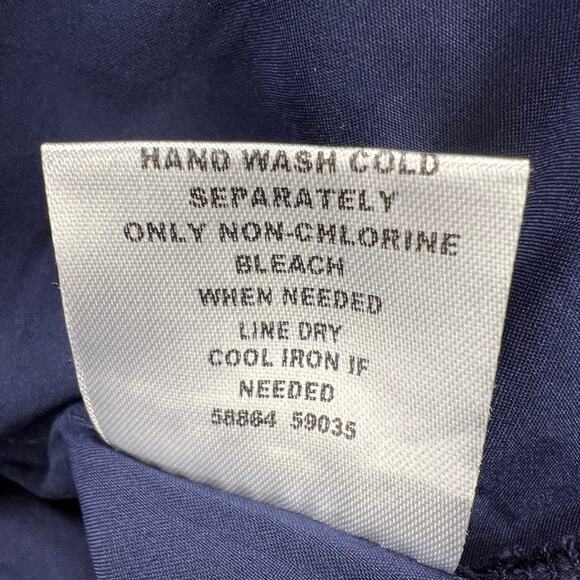 HAND WASH COLD
SEPARATELY
ONLY NON-CHLORINE
BLEACH
WHEN NEEDED
LINE DRY
COOL IRON IF
NEEDED
58864 59035